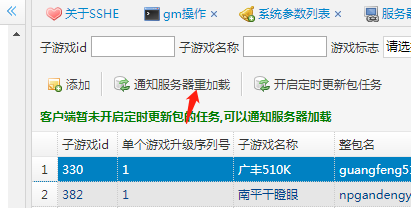 «
关于SSHE gm操作 × 系统参数列表 × 服务器
子游戏id 子游戏名称 游戏标志 请选
添加 通知服务器重加载 开启定时更新包任务
客户端暂未开启定时更新包的任务,可以通知服务器加载
子游戏id 单个游戏升级序列号 子游戏名称 整包名
1 330 1 广丰510K guangfeng5
2 382 1 南平干瞪眼 npgandengy